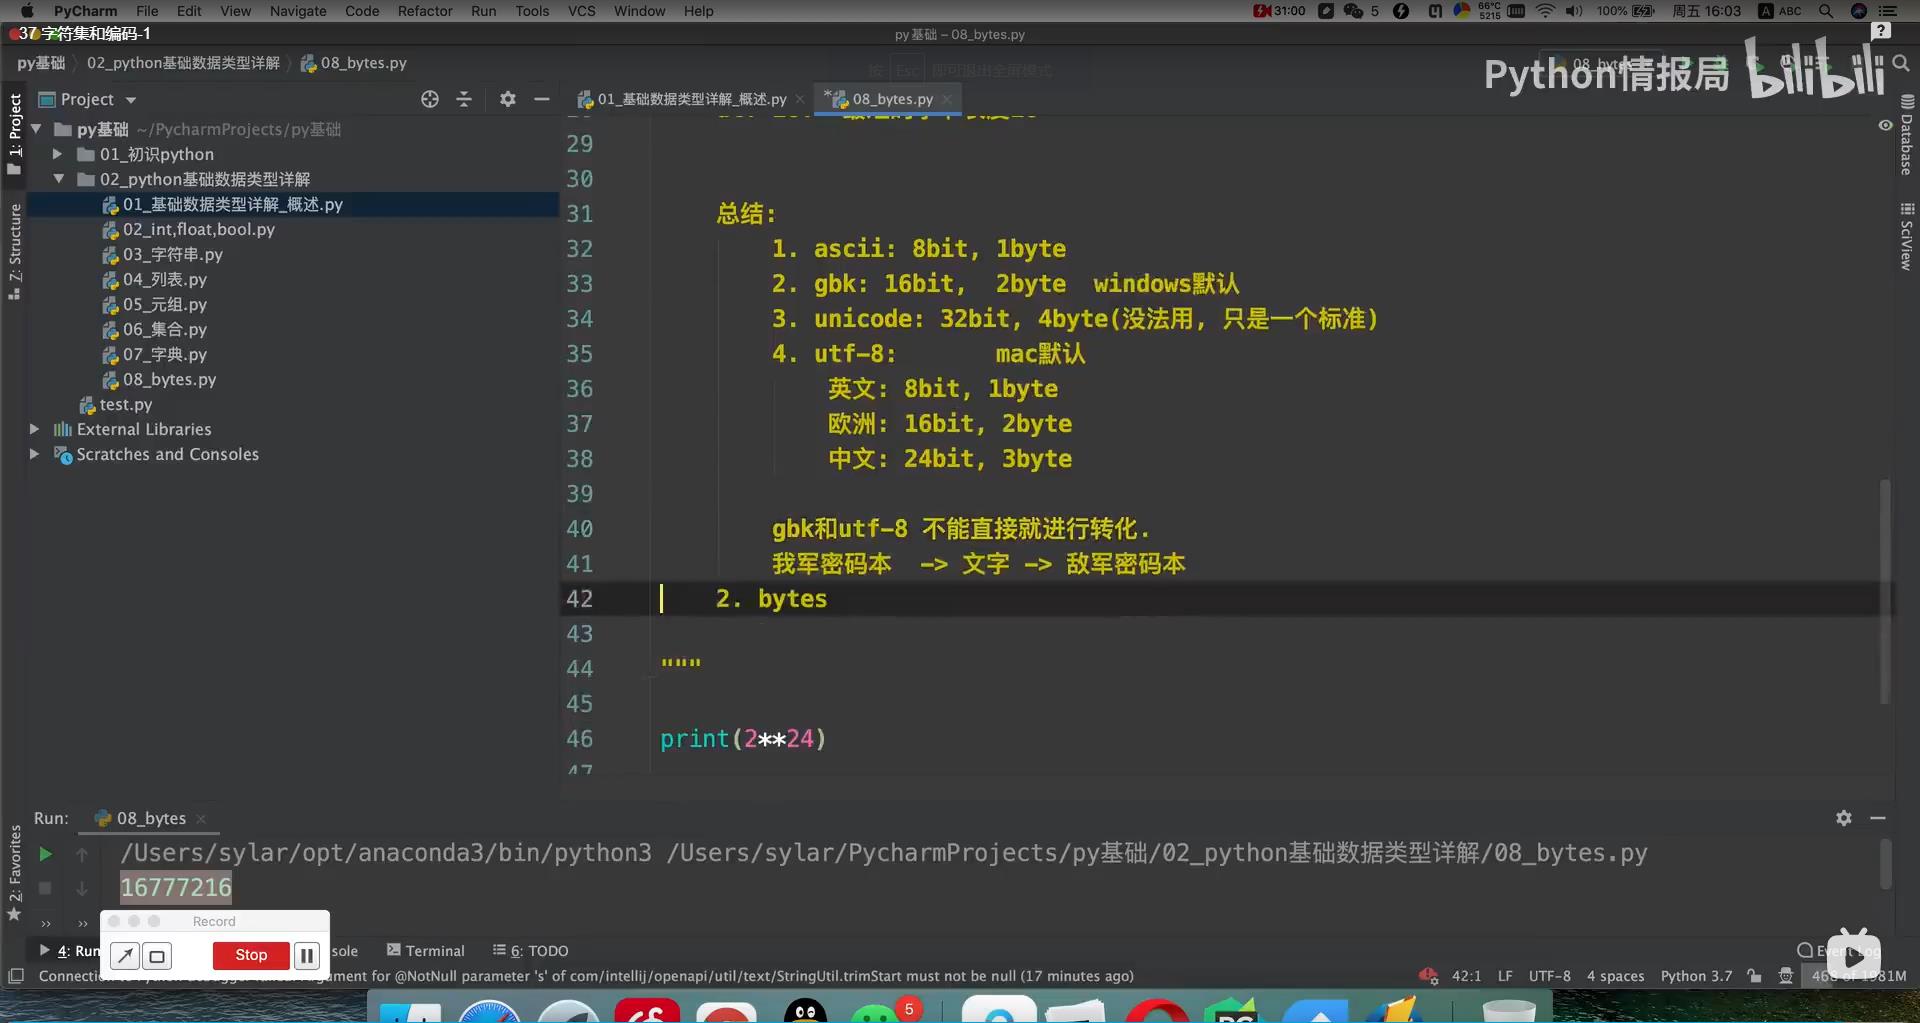 PyCharm File Edit View Navigate Code Refactor Run Tools VCS Window Help
31:00 5 66°C 5215 100% 周五 16:03 A ABC
37 字符集和编码-1
py基础 – 08_bytes.py
py基础 02_python基础数据类型详解 08_bytes.py
按 Esc 即可退出全屏模式
08_bytes
Python情报局 bilibili
Project
01_基础数据类型详解_概述.py
08_bytes.py
1: Project
7: Structure
2: Favorites
Database
SciView
py基础 ~/PycharmProjects/py基础
01_初识python
02_python基础数据类型详解
01_基础数据类型详解_概述.py
02_int,float,bool.py
03_字符串.py
04_列表.py
05_元组.py
06_集合.py
07_字典.py
08_bytes.py
test.py
External Libraries
Scratches and Consoles
29
30
31 总结:
32 1. ascii: 8bit, 1byte
33 2. gbk: 16bit, 2byte windows默认
34 3. unicode: 32bit, 4byte(没法用, 只是一个标准)
35 4. utf-8: mac默认
36 英文: 8bit, 1byte
37 欧洲: 16bit, 2byte
38 中文: 24bit, 3byte
39
40 gbk和utf-8 不能直接就进行转化.
41 我军密码本 -> 文字 -> 敌军密码本
42 2. bytes
43
44 """
45
46 print(2**24)
47
Run: 08_bytes
/Users/sylar/opt/anaconda3/bin/python3 /Users/sylar/PycharmProjects/py基础/02_python基础数据类型详解/08_bytes.py
16777216
Record
Stop
4: Run
sole
Terminal
6: TODO
Event Log
for @NotNull parameter 's' of com/intellij/openapi/util/text/StringUtil.trimStart must not be null (17 minutes ago)
42:1 LF UTF-8 4 spaces Python 3.7 of 1981M
5
PC